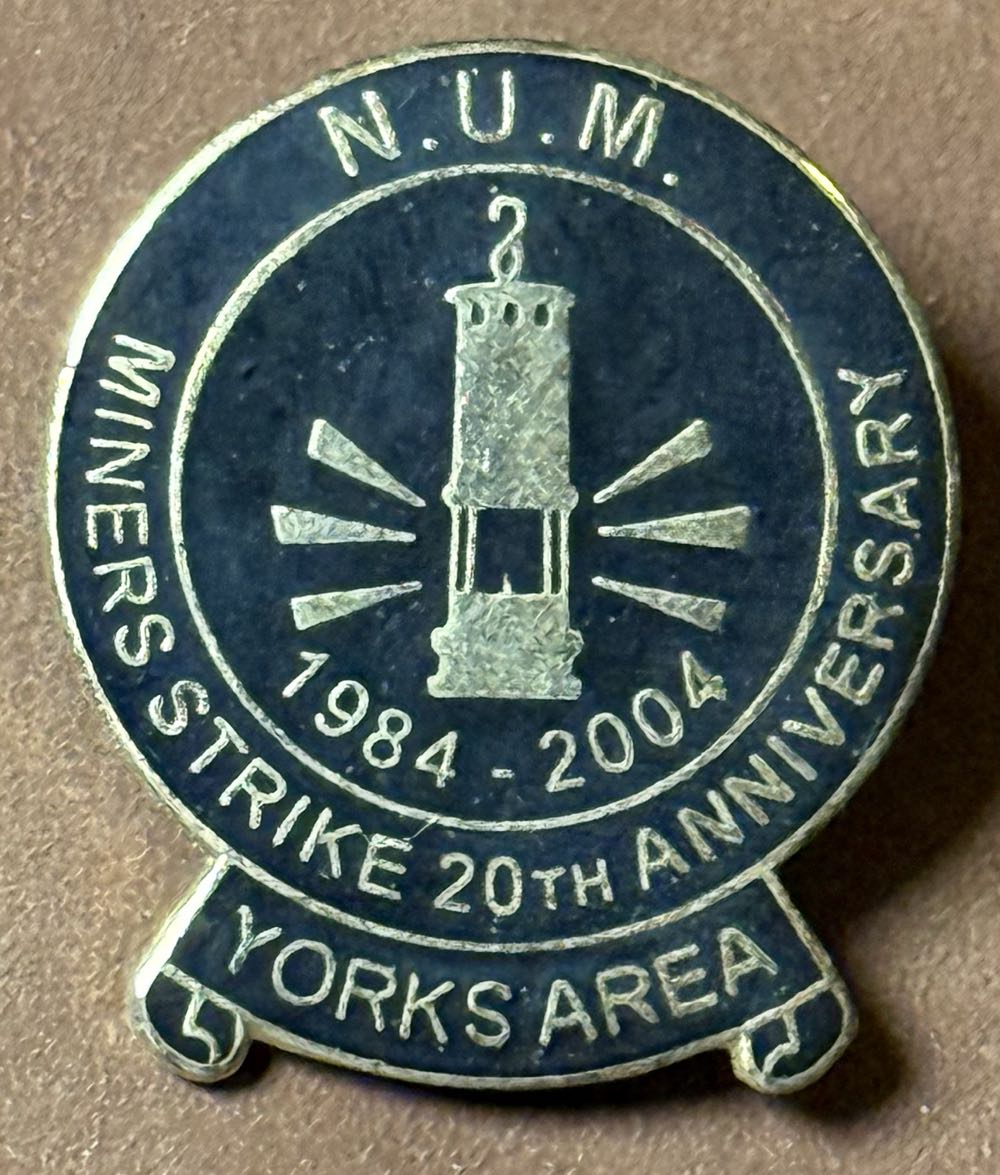 N.U.M.
1984 - 2004
MINERS STRIKE 20TH ANNIVERSARY
YORKS AREA